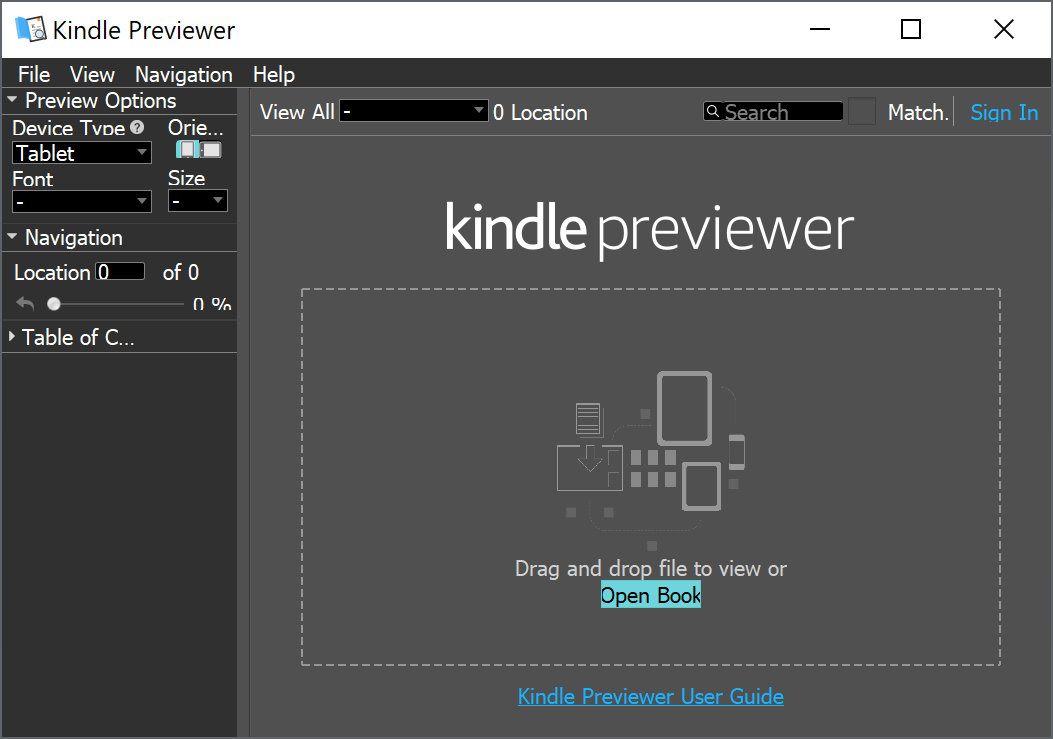 Kindle Previewer
File View Navigation Help
Preview Options
Device Type ? Orie...
Tablet
Font Size
- -
Navigation
Location 0 of 0
0 %
Table of C...
View All - 0 Location Search Match. Sign In
kindle previewer
Drag and drop file to view or
Open Book
Kindle Previewer User Guide